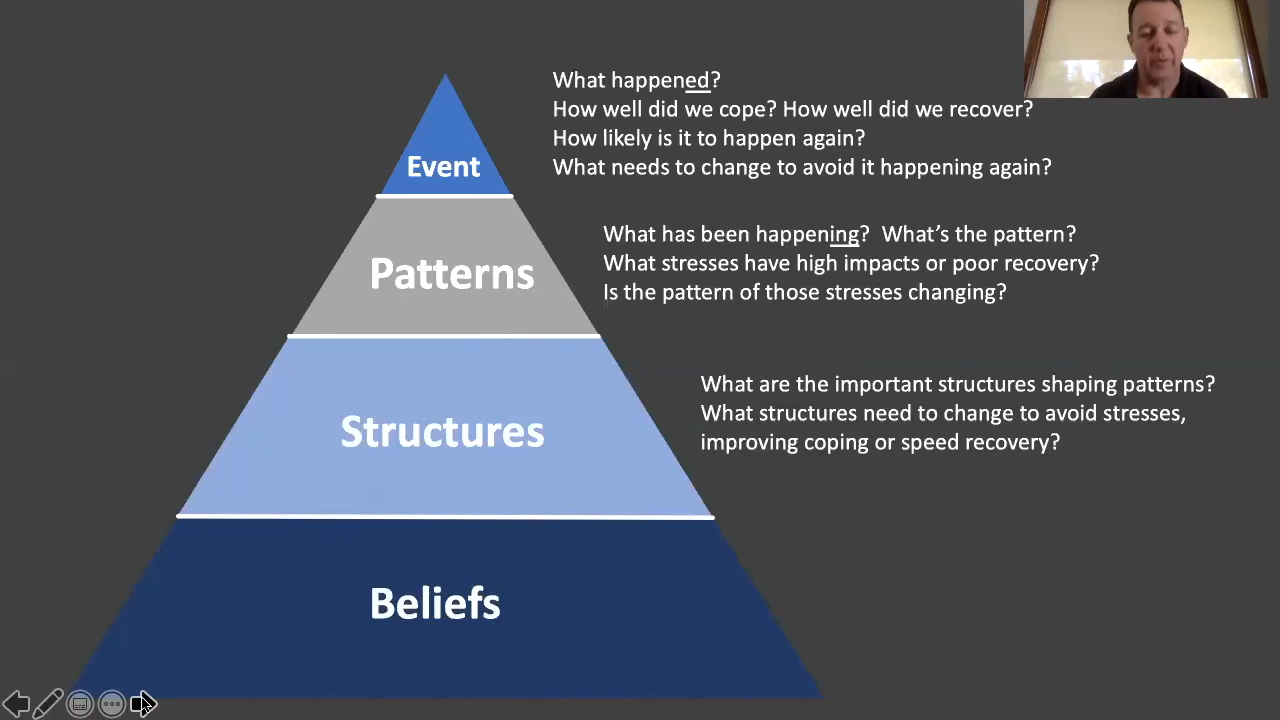 What happened?
How well did we cope? How well did we recover?
How likely is it to happen again?
What needs to change to avoid it happening again?
Event
What has been happening?  What’s the pattern?
What stresses have high impacts or poor recovery?
Is the pattern of those stresses changing?
Patterns
What are the important structures shaping patterns?
What structures need to change to avoid stresses,
improving coping or speed recovery?
Structures
Beliefs